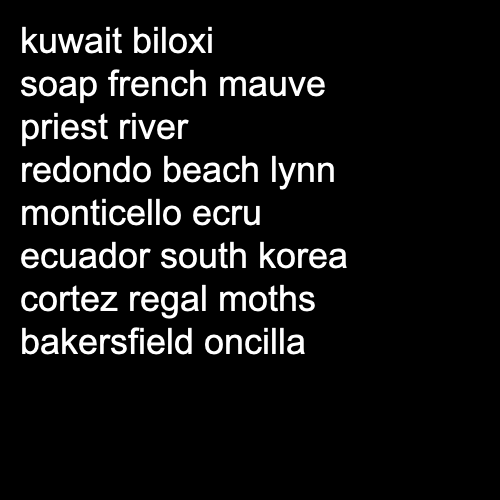 kuwait biloxi
soap french mauve
priest river
redondo beach lynn
monticello ecru
ecuador south korea
cortez regal moths
bakersfield oncilla